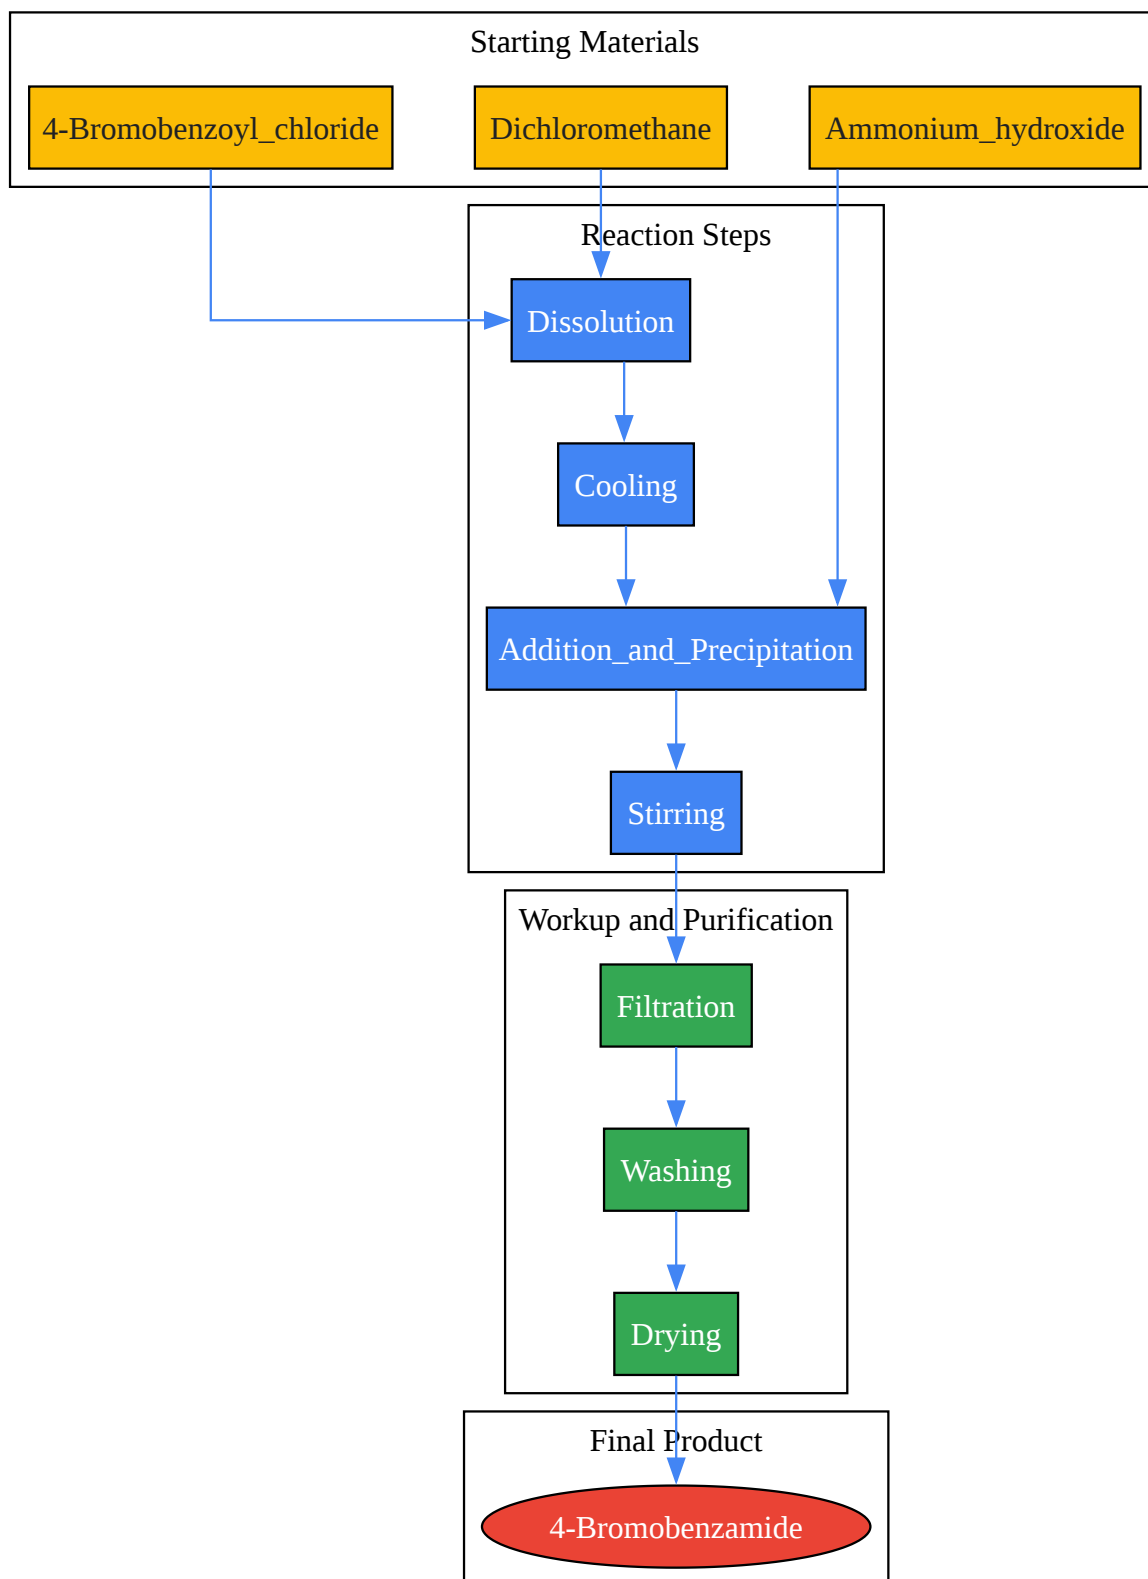 Starting Materials
4-Bromobenzoyl_chloride
Dichloromethane
Ammonium_hydroxide
Reaction Steps
Dissolution
Cooling
Addition_and_Precipitation
Stirring
Workup and Purification
Filtration
Washing
Drying
Final Product
4-Bromobenzamide